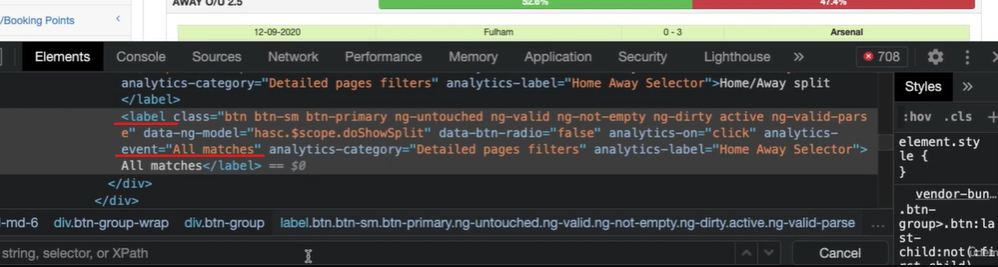 AWAY O/U 2.5 52.6% 47.4%
/Booking Points
12-09-2020 Fulham 0 - 3 Arsenal
Elements Console Sources Network Performance Memory Application Security Lighthouse » 708
analytics-category="Detailed pages filters" analytics-label="Home Away Selector">Home/Away split
</label>
<label class="btn btn-sm btn-primary ng-untouched ng-valid ng-not-empty ng-dirty active ng-valid-pars
e" data-ng-model="hasc.$scope.doShowSplit" data-btn-radio="false" analytics-on="click" analytics-
event="All matches" analytics-category="Detailed pages filters" analytics-label="Home Away Selector">
All matches</label> == $0
</div>
</div>
l-md-6 div.btn-group-wrap div.btn-group label.btn.btn-sm.btn-primary.ng-untouched.ng-valid.ng-not-empty.ng-dirty.active.ng-valid-parse ...
string, selector, or XPath Cancel
Styles »
:hov .cls +
element.sty
le {
}
vendor-bun…
.btn-
group>.btn:la
st-
child:not(:fi
rst-child)